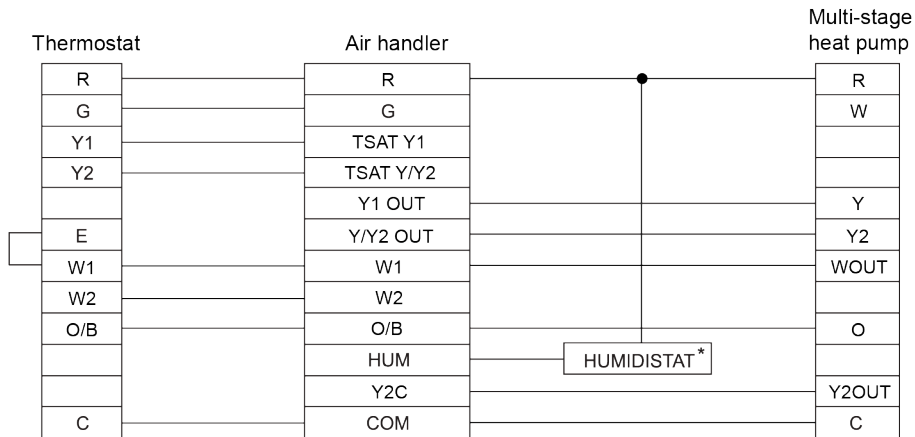 Multi-stage
Thermostat Air handler heat pump
R R R
G G W
Y1 TSAT Y1
Y2 TSAT Y/Y2
Y1 OUT Y
E Y/Y2 OUT Y2
W1 W1 WOUT
W2 W2
O/B O/B O
HUM HUMIDISTAT*
Y2C Y2OUT
C COM C